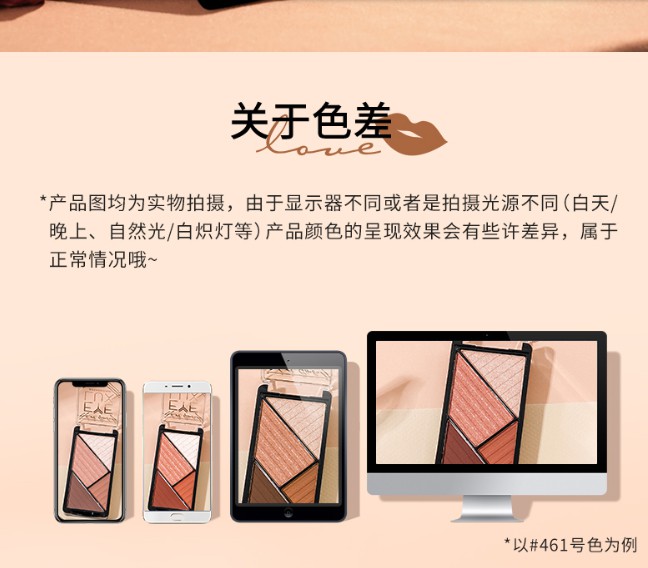 关于色差
love
*产品图均为实物拍摄，由于显示器不同或者是拍摄光源不同（白天/
晚上、自然光/白炽灯等）产品颜色的呈现效果会有些许差异，属于
正常情况哦~
EYE
EYE
*以#461号色为例